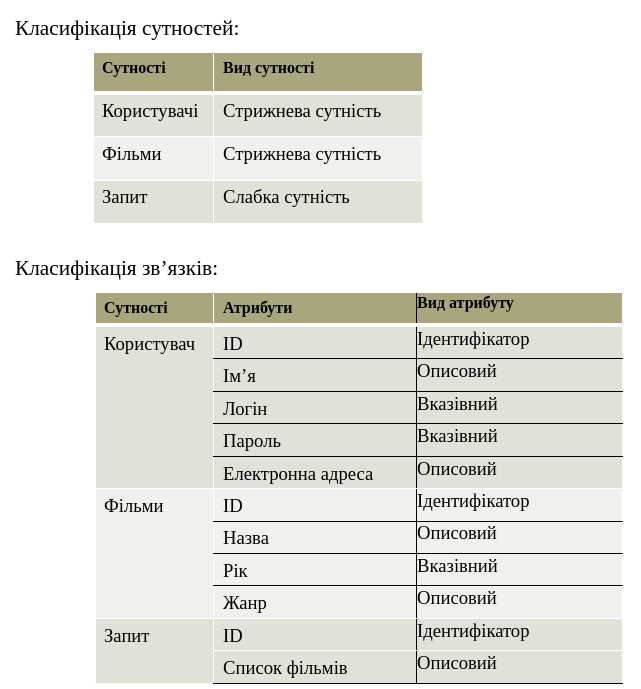 Класифікація сутностей:
Сутності Вид сутності
Користувачі Стрижнева сутність
Фільми Стрижнева сутність
Запит Слабка сутність
Класифікація зв’язків:
Сутності Атрибути Вид атрибуту
Користувач ID Ідентифікатор
Ім’я Описовий
Логін Вказівний
Пароль Вказівний
Електронна адреса Описовий
Фільми ID Ідентифікатор
Назва Описовий
Рік Вказівний
Жанр Описовий
Запит ID Ідентифікатор
Список фільмів Описовий